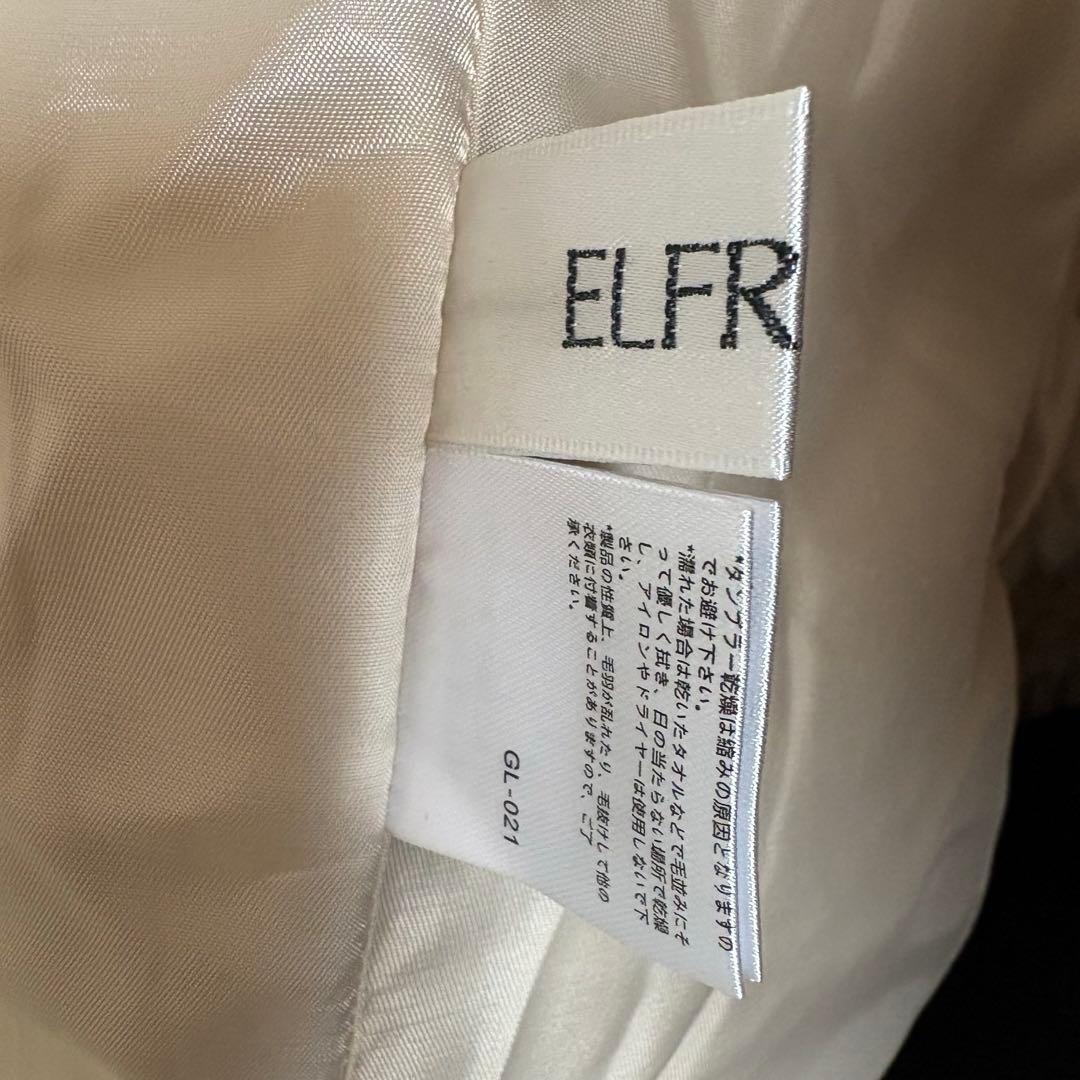 ELFR
*タンブラー乾燥は縮みの原因となりますの
でお避け下さい。
*濡れた場合は乾いたタオルなどで毛並みにそ
って優しく拭き、日の当たらない場所で乾燥
し、アイロンやドライヤーは使用しないで下
さい。
*製品の性質上、毛羽が乱れたり、毛抜けして他の
衣類に付着することがありますので、ご了
承ください。
GL-021